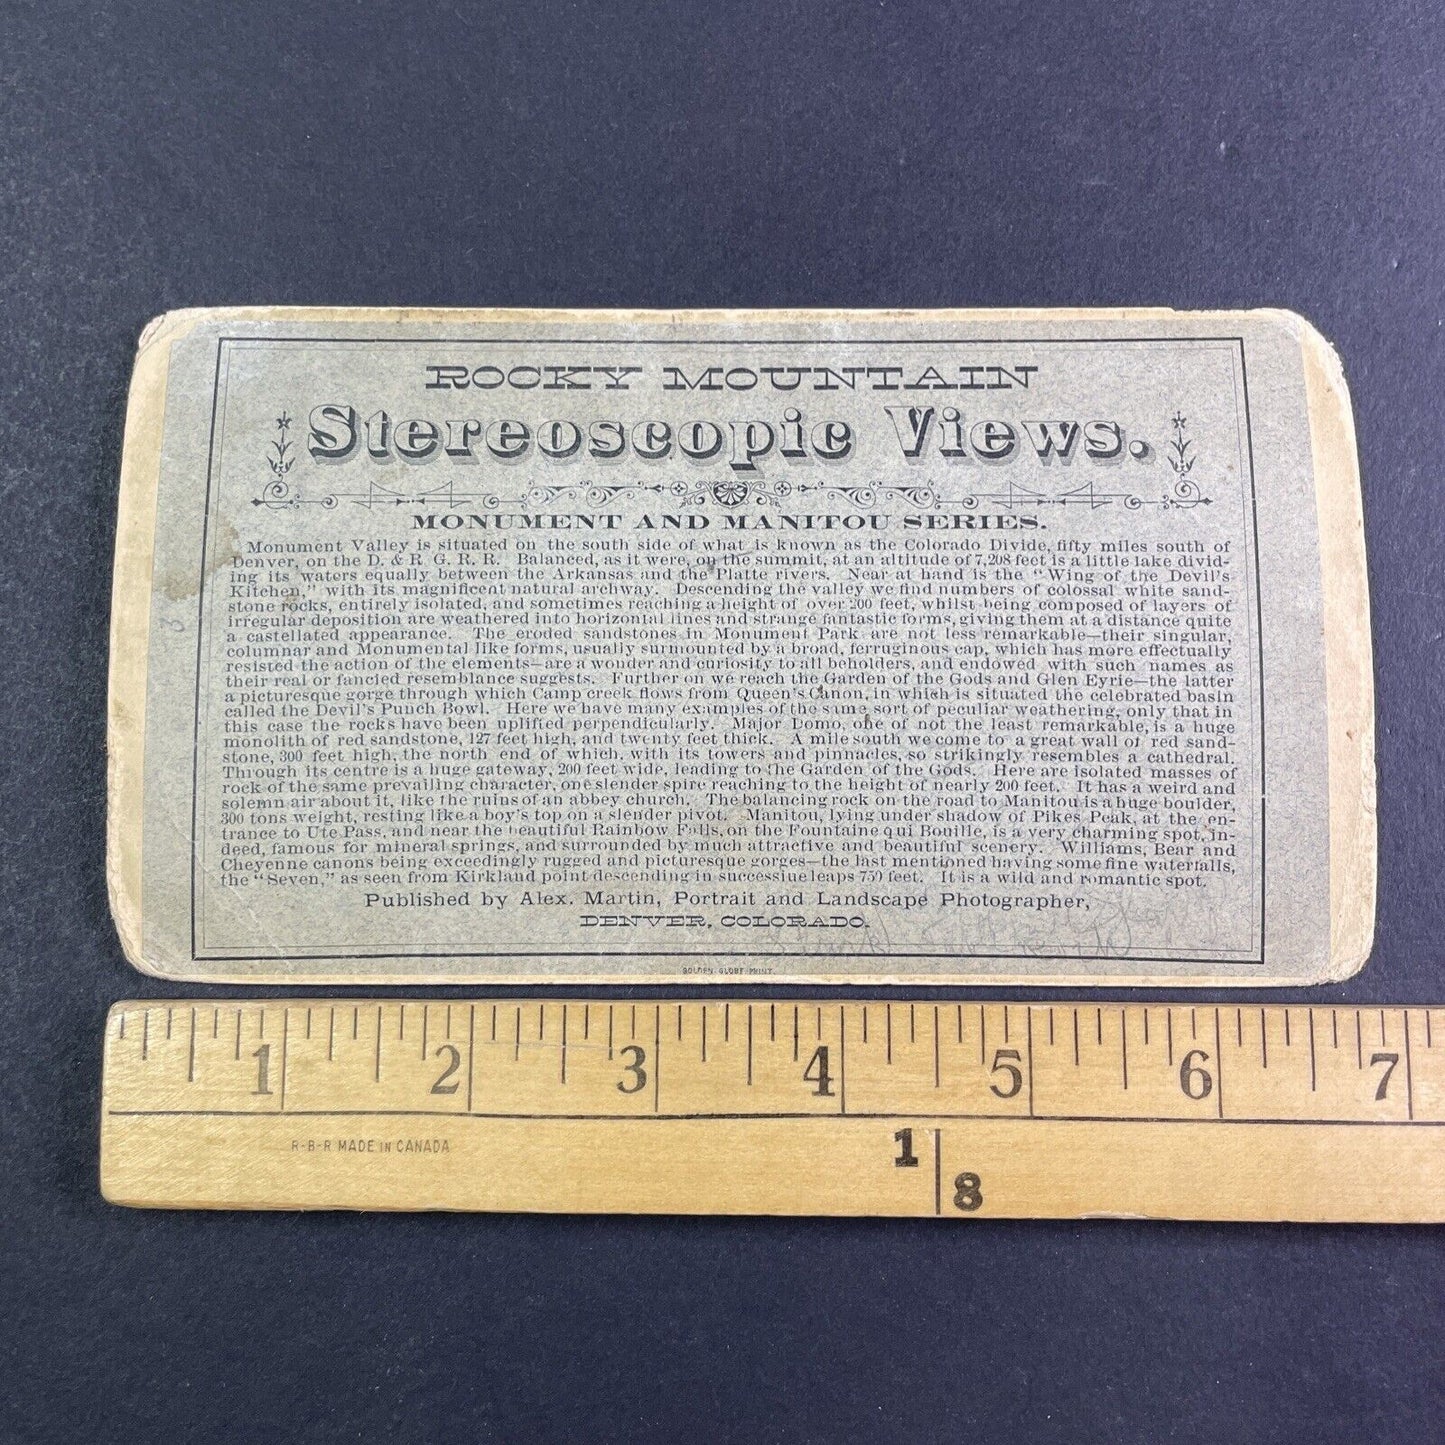 ROCKY MOUNTAIN
Stereoscopic Views.
MONUMENT AND MANITOU SERIES.
Monument Valley is situated on the south side of what is known as the Colorado Divide, fifty miles south of
Denver, on the D. & R. G. R. R. Balanced, as it were, on the summit, at an altitude of 7,208 feet is a little lake divid-
ing its waters equally between the Arkansas and the Platte rivers. Near at hand is the "Wing of the Devil's
Kitchen," with its magnificent natural archway. Descending the valley we find numbers of colossal white sand-
stone rocks, entirely isolated, and sometimes reaching a height of over 200 feet, whilst being composed of layers of
irregular deposition are weathered into horizontal lines and strange fantastic forms, giving them at a distance quite
a castellated appearance. The eroded sandstones in Monument Park are not less remarkable—their singular,
columnar and Monumental like forms, usually surmounted by a broad, ferruginous cap, which has more effectually
resisted the action of the elements—are a wonder and curiosity to all beholders, and endowed with such names as
their real or fancied resemblance suggests. Further on we reach the Garden of the Gods and Glen Eyrie—the latter
a picturesque gorge through which Camp creek flows from Queen's Canon, in which is situated the celebrated basin
called the Devil's Punch Bowl. Here we have many examples of the same sort of peculiar weathering, only that in
this case the rocks have been uplifted perpendicularly. Major Domo, one of not the least remarkable, is a huge
monolith of red sandstone, 127 feet high, and twenty feet thick. A mile south we come to a great wall of red sand-
stone, 300 feet high, the north end of which, with its towers and pinnacles, so strikingly resembles a cathedral.
Through its centre is a huge gateway, 200 feet wide, leading to the Garden of the Gods. Here are isolated masses of
rock of the same prevailing character, one slender spire reaching to the height of nearly 200 feet. It has a weird and
solemn air about it, like the ruins of an abbey church. The balancing rock on the road to Manitou is a huge boulder,
300 tons weight, resting like a boy's top on a slender pivot. Manitou, lying under shadow of Pikes Peak, at the en-
trance to Ute Pass, and near the beautiful Rainbow Falls, on the Fountaine qui Bouille, is a very charming spot, in-
deed, famous for mineral springs, and surrounded by much attractive and beautiful scenery. Williams, Bear and
Cheyenne canons being exceedingly rugged and picturesque gorges—the last mentioned having some fine waterfalls,
the "Seven," as seen from Kirkland point descending in successiue leaps 750 feet. It is a wild and romantic spot.
Published by Alex. Martin, Portrait and Landscape Photographer,
DENVER, COLORADO.
GOLDEN GLOBE PRINT.
3
1 2 3 4 5 6 7
R-B-R MADE IN CANADA
1
8